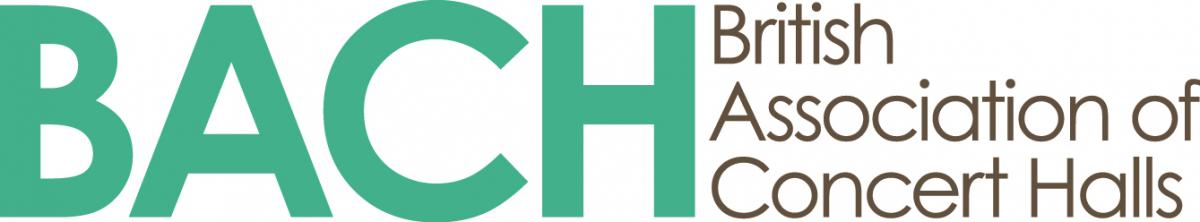 BACH
British
Association of
Concert Halls